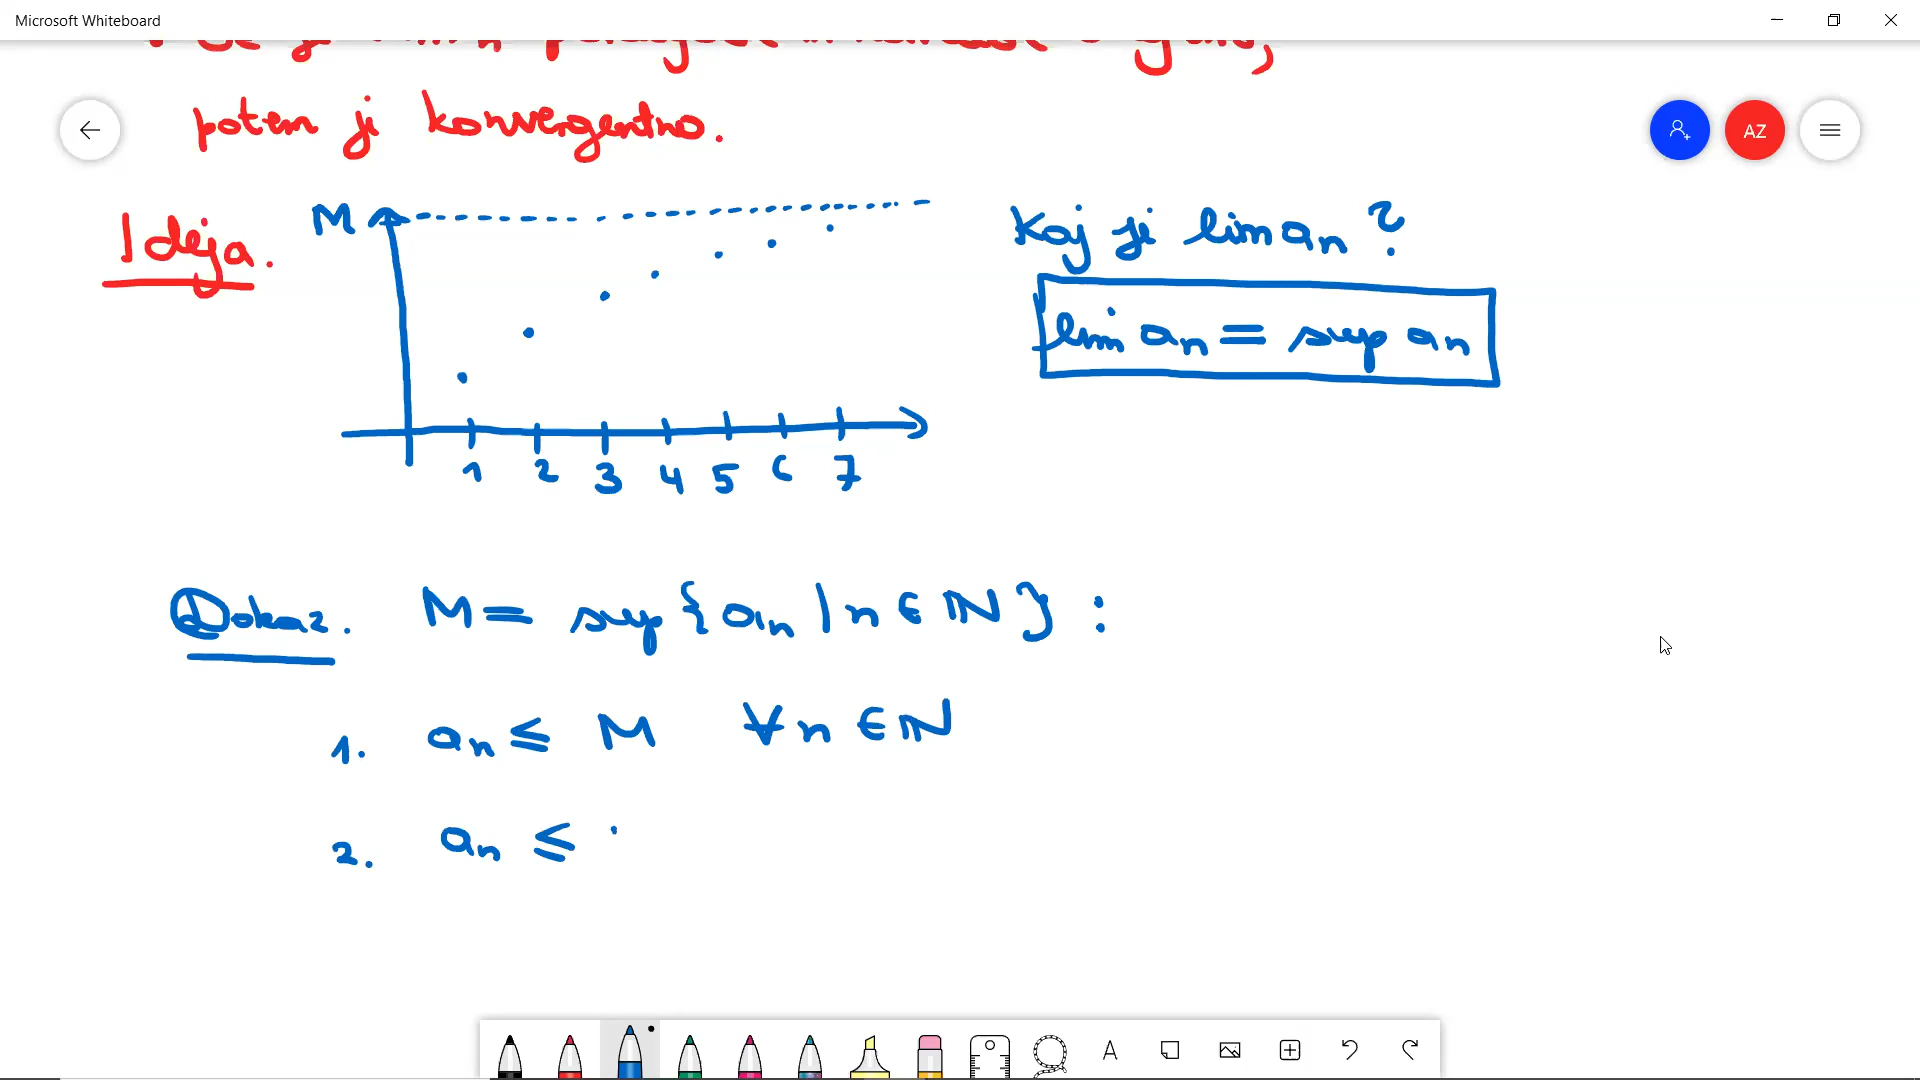 Microsoft Whiteboard
potem je konvergentno.
AZ
Ideja.
M
Kaj je lim an?
lim an = sup an
1 2 3 4 5 6 7
Dokaz. M = sup{an | n ∈ ℕ} :
1. an ≤ M ∀n ∈ ℕ
2. an ≤
A